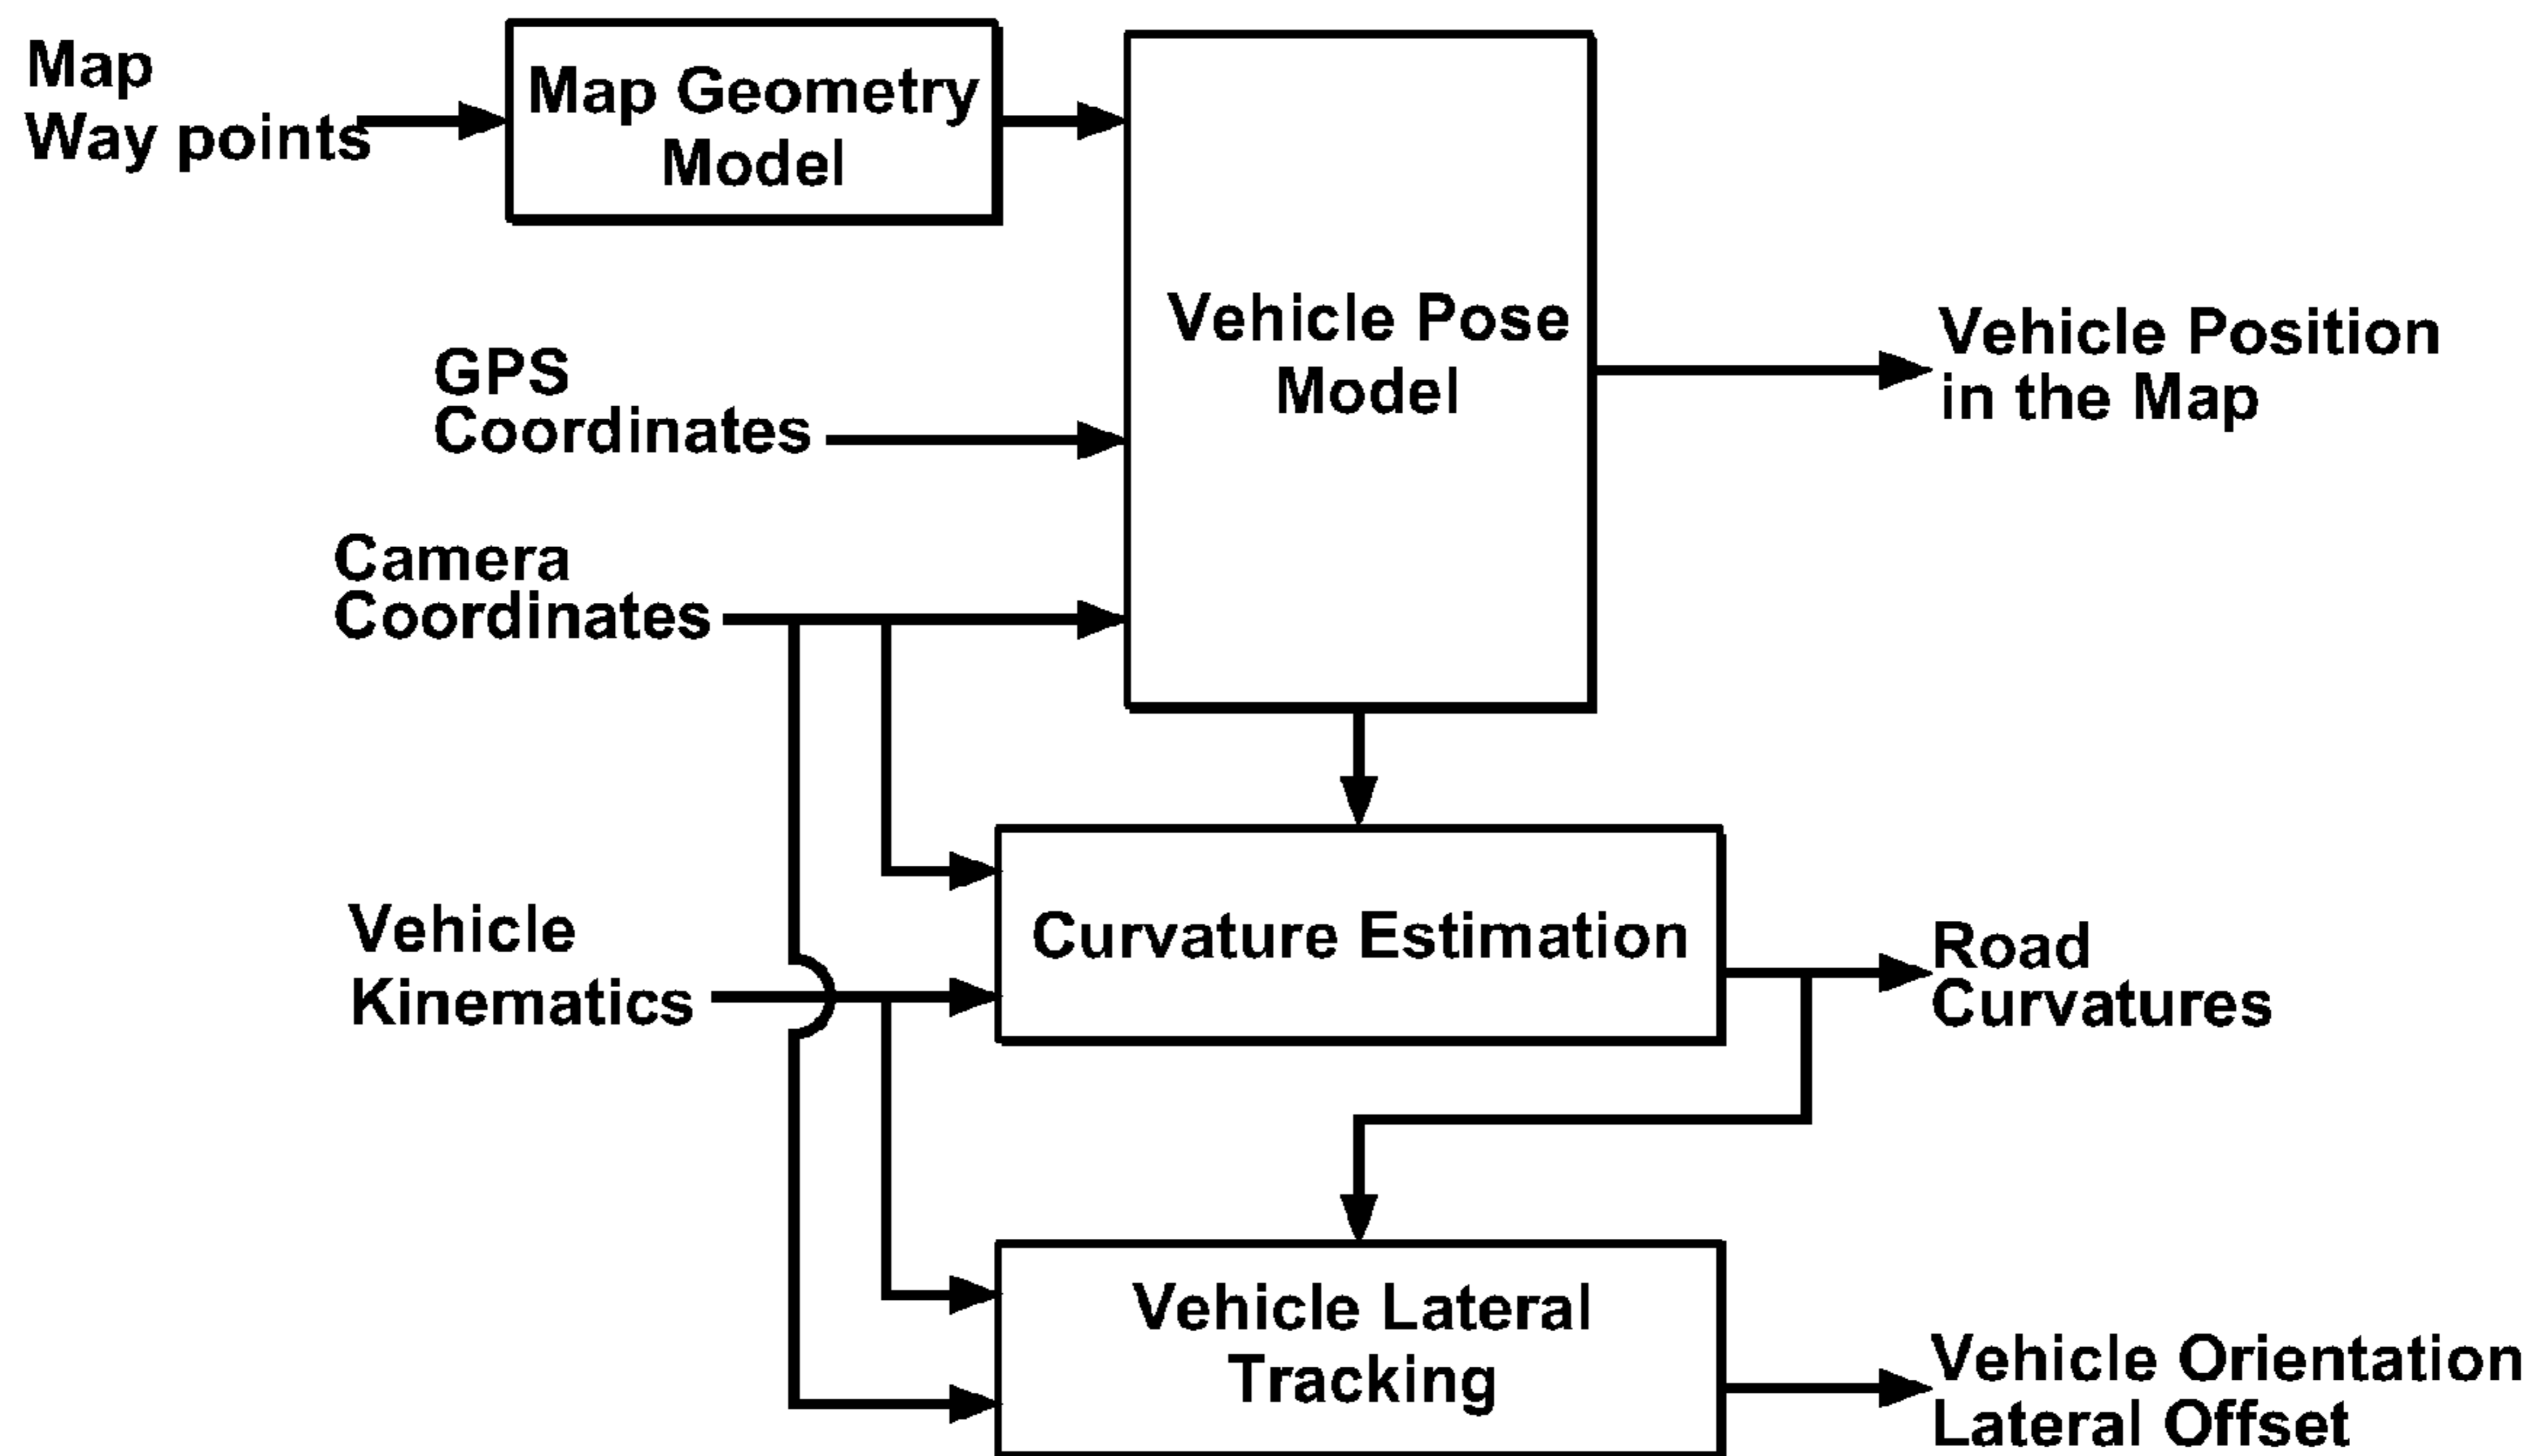 Map
Way points
Map Geometry
Model
Vehicle Pose
Model
GPS
Coordinates
Vehicle Position
in the Map
Camera
Coordinates
Vehicle
Kinematics
Curvature Estimation
Road
Curvatures
Vehicle Lateral
Tracking
Vehicle Orientation
Lateral Offset